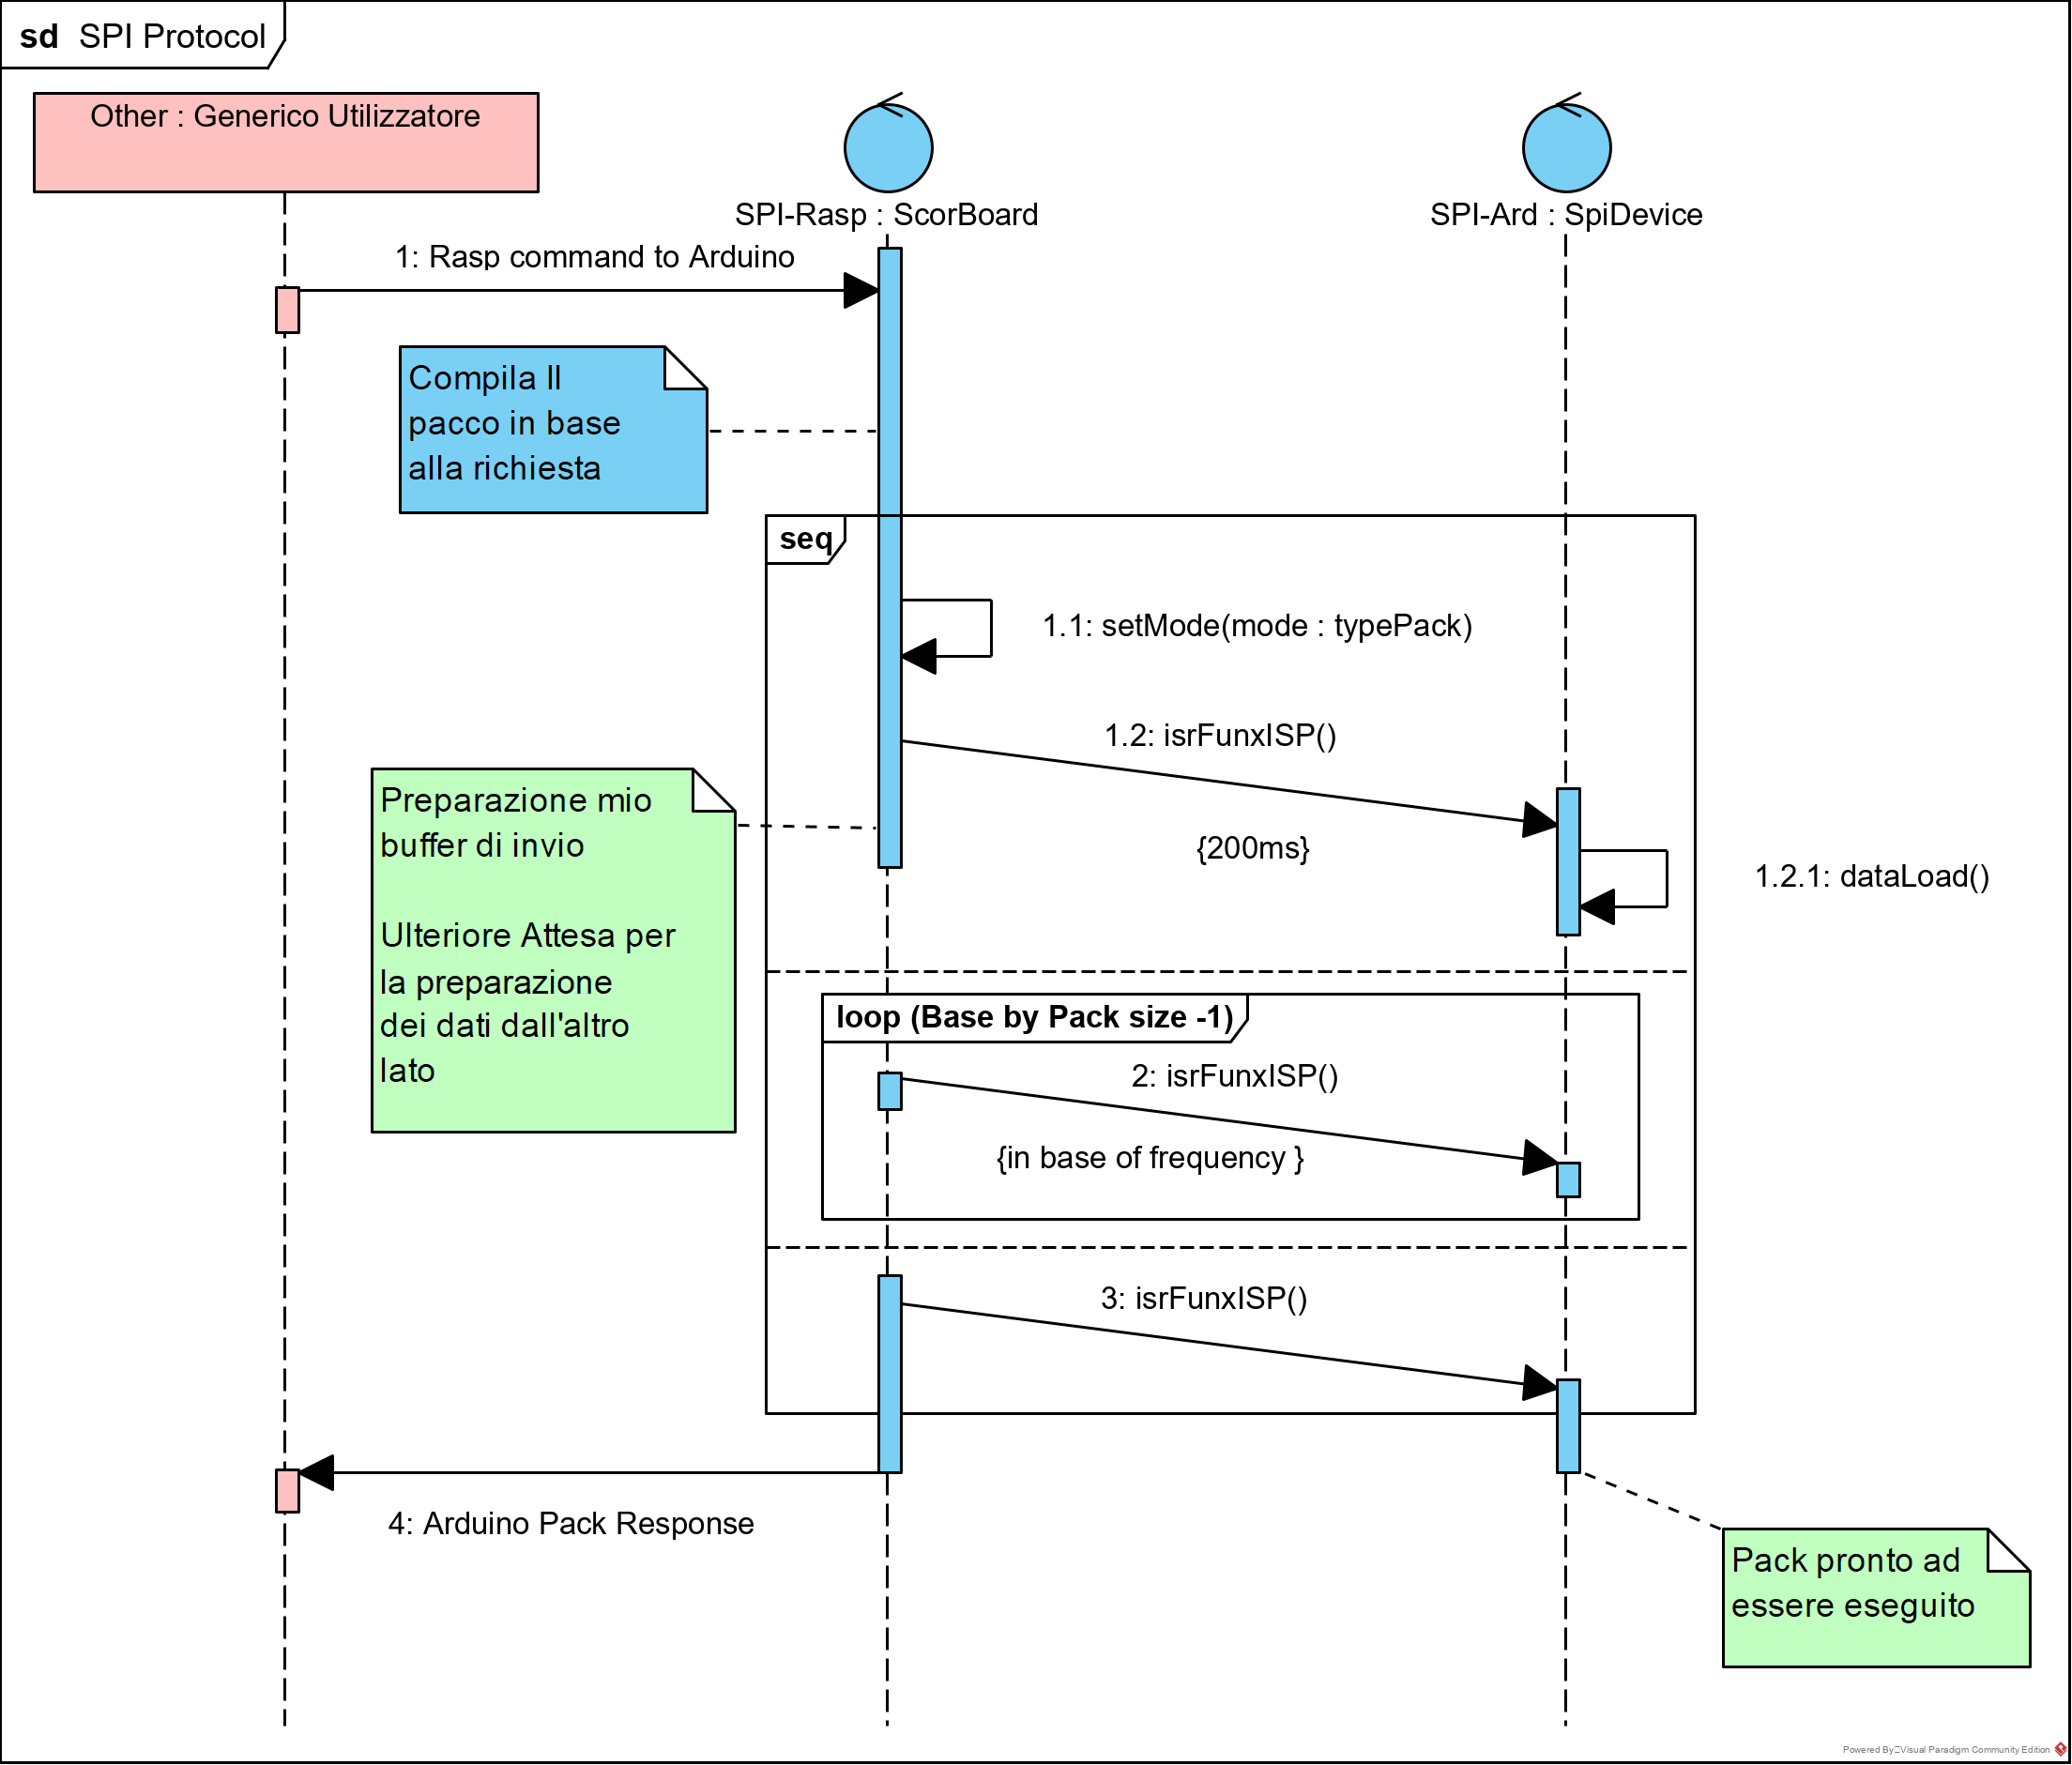 sd SPI Protocol
Other : Generico Utilizzatore
SPI-Rasp : ScorBoard
SPI-Ard : SpiDevice
1: Rasp command to Arduino
Compila Il
pacco in base
alla richiesta
seq
1.1: setMode(mode : typePack)
1.2: isrFunxISP()
{200ms}
Preparazione mio
buffer di invio
Ulteriore Attesa per
la preparazione
dei dati dall'altro
lato
1.2.1: dataLoad()
loop (Base by Pack size -1)
2: isrFunxISP()
{in base of frequency }
3: isrFunxISP()
4: Arduino Pack Response
Pack pronto ad
essere eseguito
Powered By Visual Paradigm Community Edition